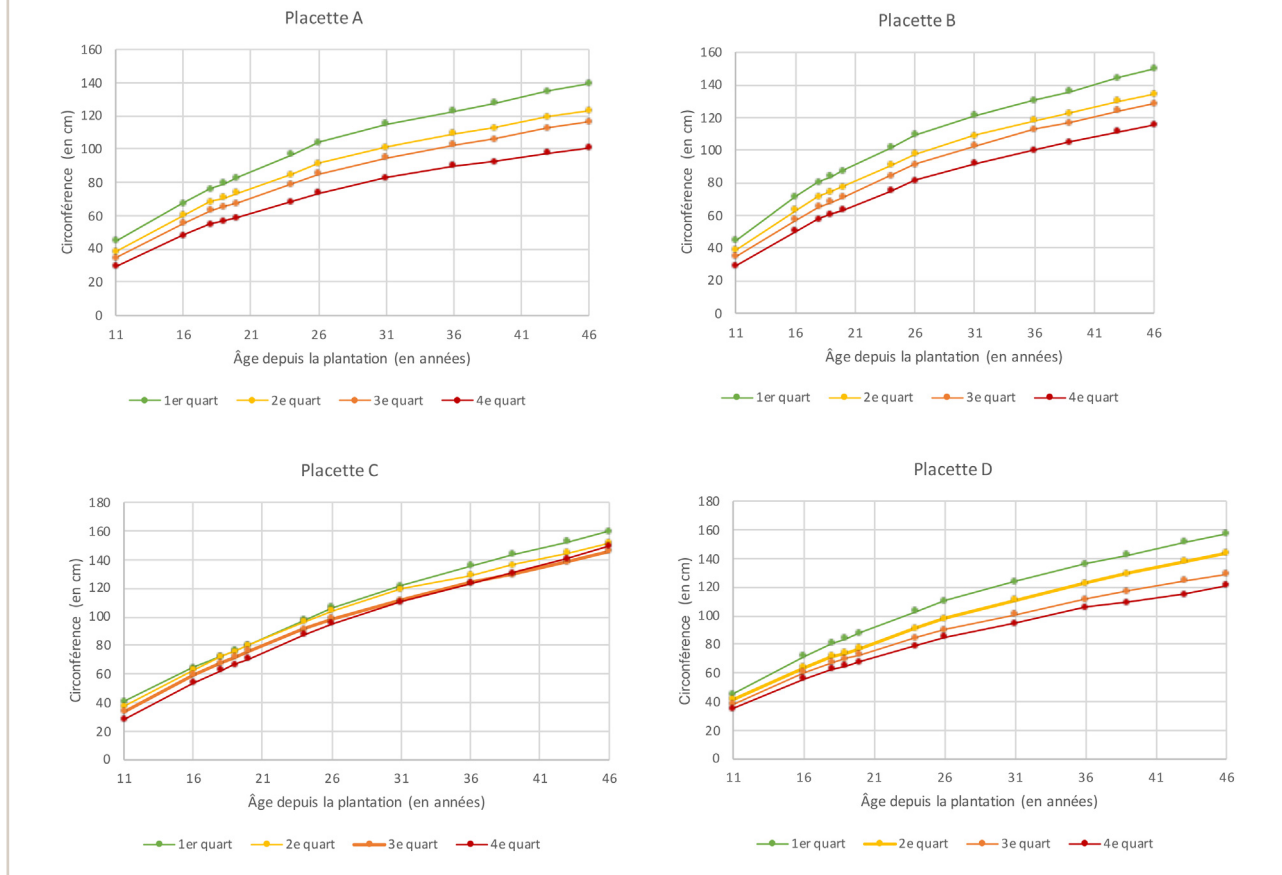 Placette A
160
140
120
100
80
60
40
20
0
Circonférence (en cm)
11 16 21 26 31 36 41 46
Âge depuis la plantation (en années)
1er quart 2e quart 3e quart 4e quart
Placette B
160
140
120
100
80
60
40
20
0
Circonférence (en cm)
11 16 21 26 31 36 41 46
Âge depuis la plantation (en années)
1er quart 2e quart 3e quart 4e quart
Placette C
180
160
140
120
100
80
60
40
20
0
Circonférence (en cm)
11 16 21 26 31 36 41 46
Âge depuis la plantation (en années)
1er quart 2e quart 3e quart 4e quart
Placette D
180
160
140
120
100
80
60
40
20
0
Circonférence (en cm)
11 16 21 26 31 36 41 46
Âge depuis la plantation (en années)
1er quart 2e quart 3e quart 4e quart